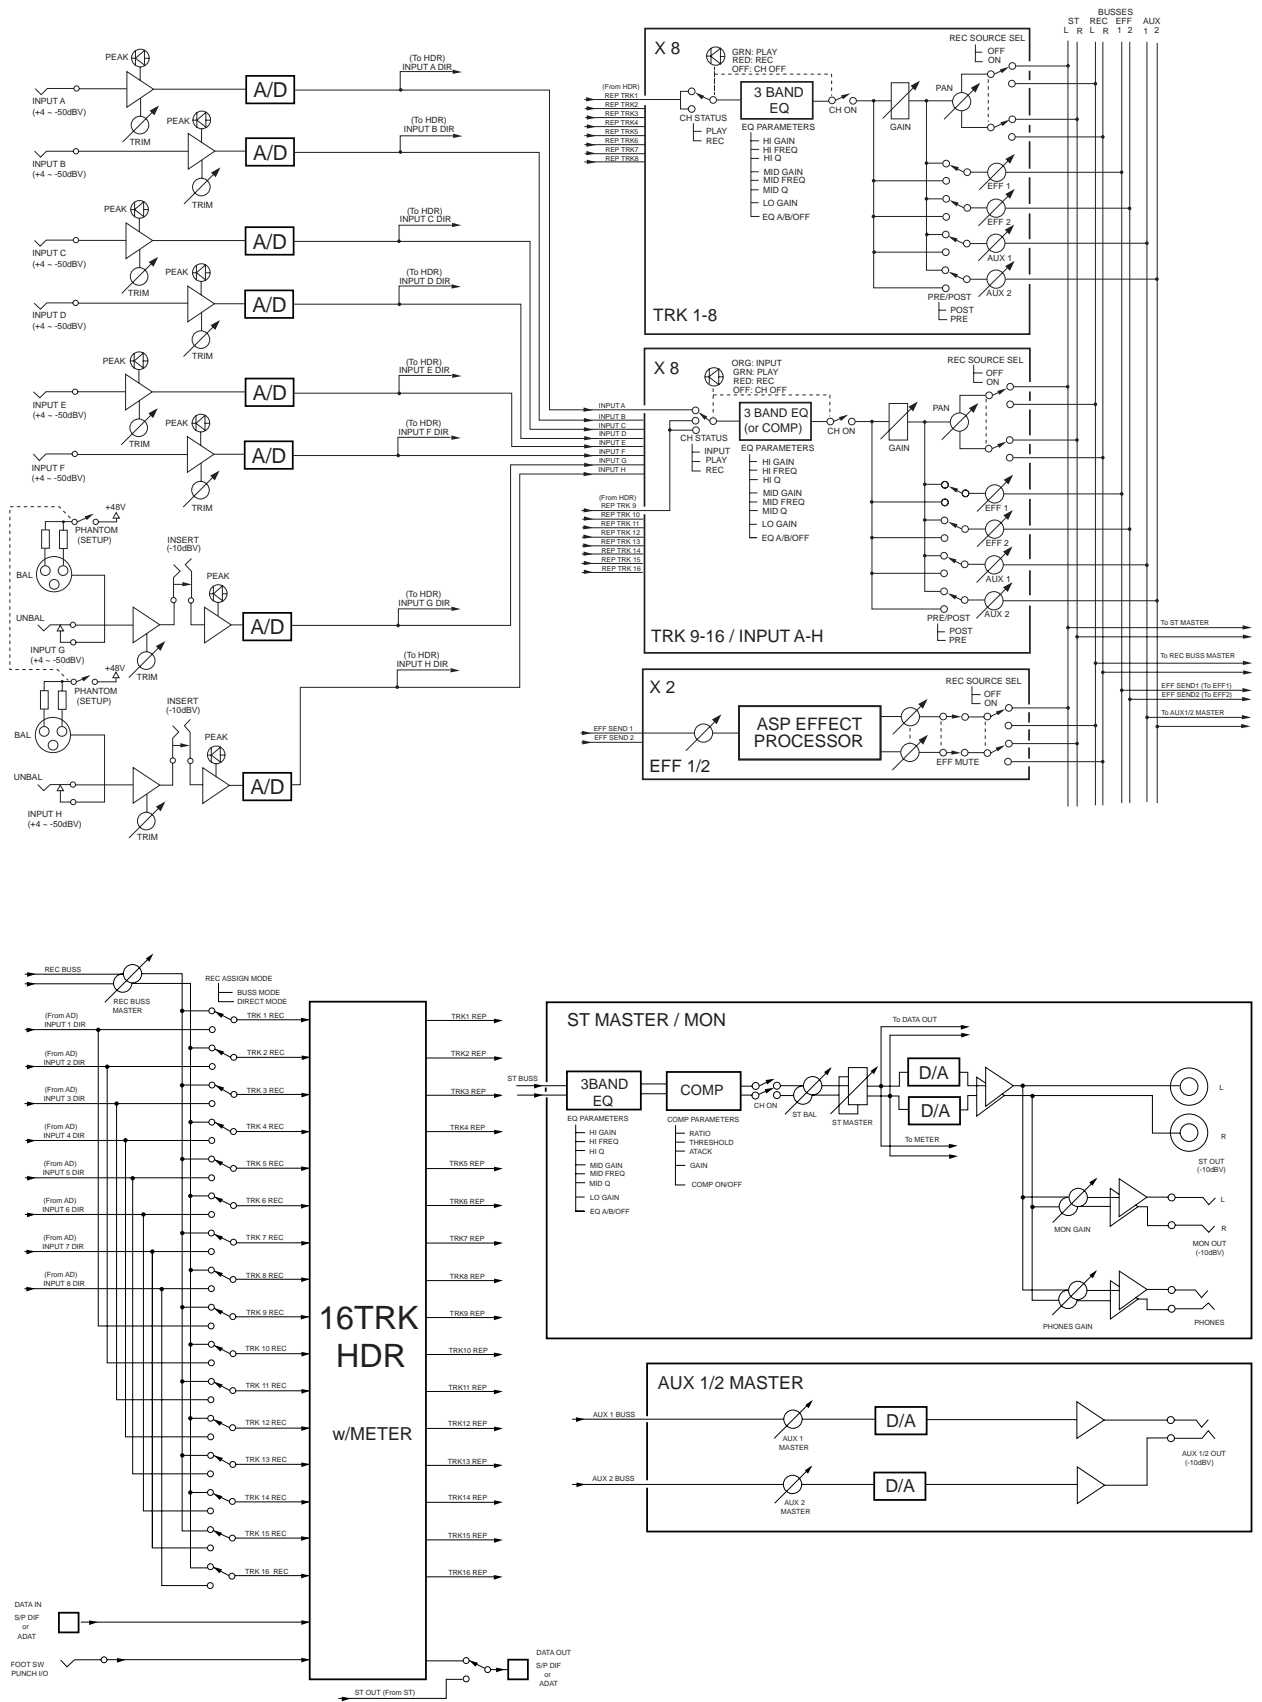 PEAK
INPUT A
(+4 ~ -50dBV)
TRIM
A/D
(To HDR)
INPUT A DIR
PEAK
INPUT B
(+4 ~ -50dBV)
TRIM
A/D
(To HDR)
INPUT B DIR
PEAK
INPUT C
(+4 ~ -50dBV)
TRIM
A/D
(To HDR)
INPUT C DIR
PEAK
INPUT D
(+4 ~ -50dBV)
TRIM
A/D
(To HDR)
INPUT D DIR
PEAK
INPUT E
(+4 ~ -50dBV)
TRIM
A/D
(To HDR)
INPUT E DIR
PEAK
INPUT F
(+4 ~ -50dBV)
TRIM
A/D
(To HDR)
INPUT F DIR
+48V
PHANTOM
(SETUP)
INSERT
(-10dBV)
BAL
PEAK
UNBAL
INPUT G
(+4 ~ -50dBV)
TRIM
A/D
(To HDR)
INPUT G DIR
+48V
PHANTOM
(SETUP)
INSERT
(-10dBV)
BAL
PEAK
UNBAL
INPUT H
(+4 ~ -50dBV)
TRIM
A/D
(To HDR)
INPUT H DIR
BUSSES
ST REC EFF AUX
L R L R 1 2 1 2
X 8
GRN: PLAY
RED: REC
OFF: CH OFF
REC SOURCE SEL
OFF
ON
(From HDR)
REP TRK1
REP TRK2
REP TRK3
REP TRK4
REP TRK5
REP TRK6
REP TRK7
REP TRK8
CH STATUS
PLAY
REC
3 BAND
EQ
CH ON
GAIN
PAN
EQ PARAMETERS
HI GAIN
HI FREQ
HI Q
MID GAIN
MID FREQ
MID Q
LO GAIN
EQ A/B/OFF
EFF 1
EFF 2
AUX 1
AUX 2
PRE/POST
POST
PRE
TRK 1-8
X 8
ORG: INPUT
GRN: PLAY
RED: REC
OFF: CH OFF
REC SOURCE SEL
OFF
ON
INPUT A
INPUT B
INPUT C
INPUT D
INPUT E
INPUT F
INPUT G
INPUT H
CH STATUS
INPUT
PLAY
REC
3 BAND EQ
(or COMP)
CH ON
GAIN
PAN
EQ PARAMETERS
HI GAIN
HI FREQ
HI Q
MID GAIN
MID FREQ
MID Q
LO GAIN
EQ A/B/OFF
(From HDR)
REP TRK 9
REP TRK 10
REP TRK 11
REP TRK 12
REP TRK 13
REP TRK 14
REP TRK 15
REP TRK 16
EFF 1
EFF 2
AUX 1
AUX 2
PRE/POST
POST
PRE
TRK 9-16 / INPUT A-H
To ST MASTER
To REC BUSS MASTER
EFF SEND1 (To EFF1)
EFF SEND2 (To EFF2)
To AUX1/2 MASTER
X 2
REC SOURCE SEL
OFF
ON
EFF SEND 1
EFF SEND 2
ASP EFFECT
PROCESSOR
EFF MUTE
EFF 1/2
REC BUSS
REC BUSS
MASTER
REC ASSIGN MODE
BUSS MODE
DIRECT MODE
(From AD)
INPUT 1 DIR
(From AD)
INPUT 2 DIR
(From AD)
INPUT 3 DIR
(From AD)
INPUT 4 DIR
(From AD)
INPUT 5 DIR
(From AD)
INPUT 6 DIR
(From AD)
INPUT 7 DIR
(From AD)
INPUT 8 DIR
TRK 1 REC
TRK 2 REC
TRK 3 REC
TRK 4 REC
TRK 5 REC
TRK 6 REC
TRK 7 REC
TRK 8 REC
TRK 9 REC
TRK 10 REC
TRK 11 REC
TRK 12 REC
TRK 13 REC
TRK 14 REC
TRK 15 REC
TRK 16 REC
16TRK
HDR
w/METER
TRK1 REP
TRK2 REP
TRK3 REP
TRK4 REP
TRK5 REP
TRK6 REP
TRK7 REP
TRK8 REP
TRK9 REP
TRK10 REP
TRK11 REP
TRK12 REP
TRK13 REP
TRK14 REP
TRK15 REP
TRK16 REP
DATA IN
S/P DIF
or
ADAT
FOOT SW
PUNCH I/O
ST OUT (From ST)
DATA OUT
S/P DIF
or
ADAT
ST MASTER / MON
ST BUSS
3BAND
EQ
EQ PARAMETERS
HI GAIN
HI FREQ
HI Q
MID GAIN
MID FREQ
MID Q
LO GAIN
EQ A/B/OFF
COMP
COMP PARAMETERS
RATIO
THRESHOLD
ATACK
GAIN
COMP ON/OFF
CH ON
ST BAL
ST MASTER
To DATA OUT
D/A
D/A
To METER
L
R
ST OUT
(-10dBV)
MON GAIN
L
R
MON OUT
(-10dBV)
PHONES GAIN
PHONES
AUX 1/2 MASTER
AUX 1 BUSS
AUX 1
MASTER
D/A
AUX 2 BUSS
AUX 2
MASTER
D/A
AUX 1/2 OUT
(-10dBV)